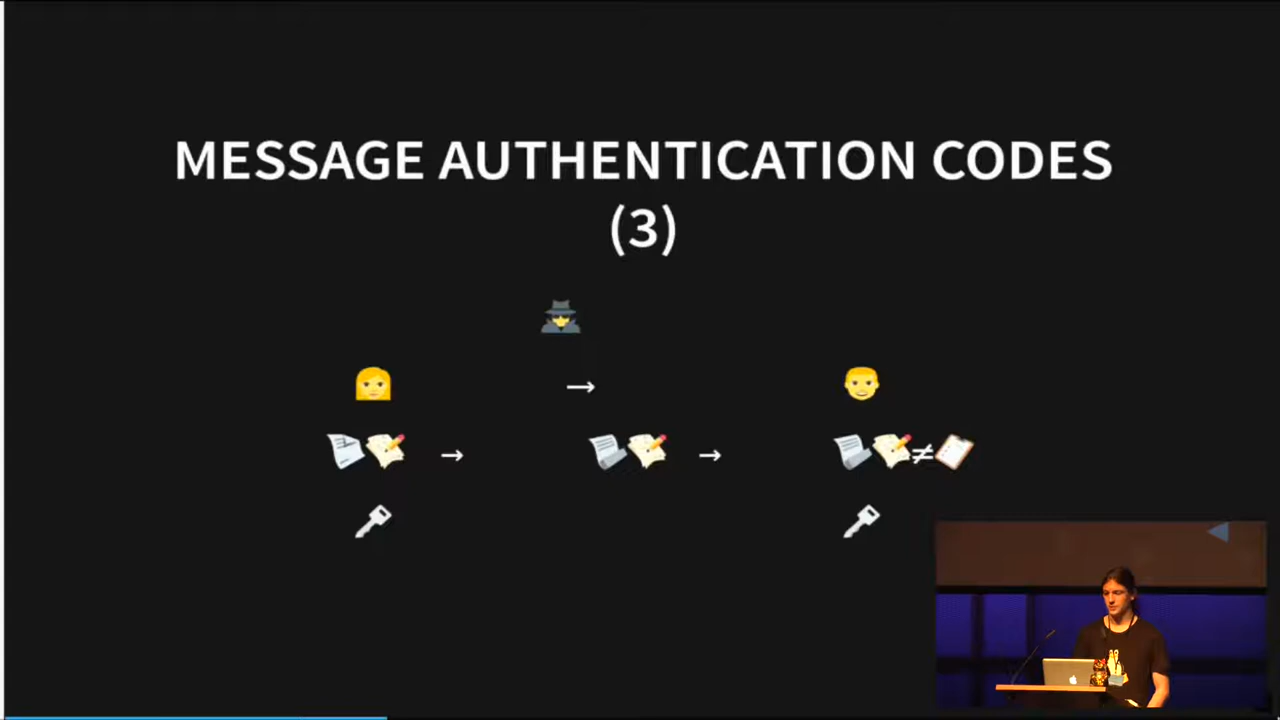 MESSAGE AUTHENTICATION CODES
(3)
→
→ → ≠